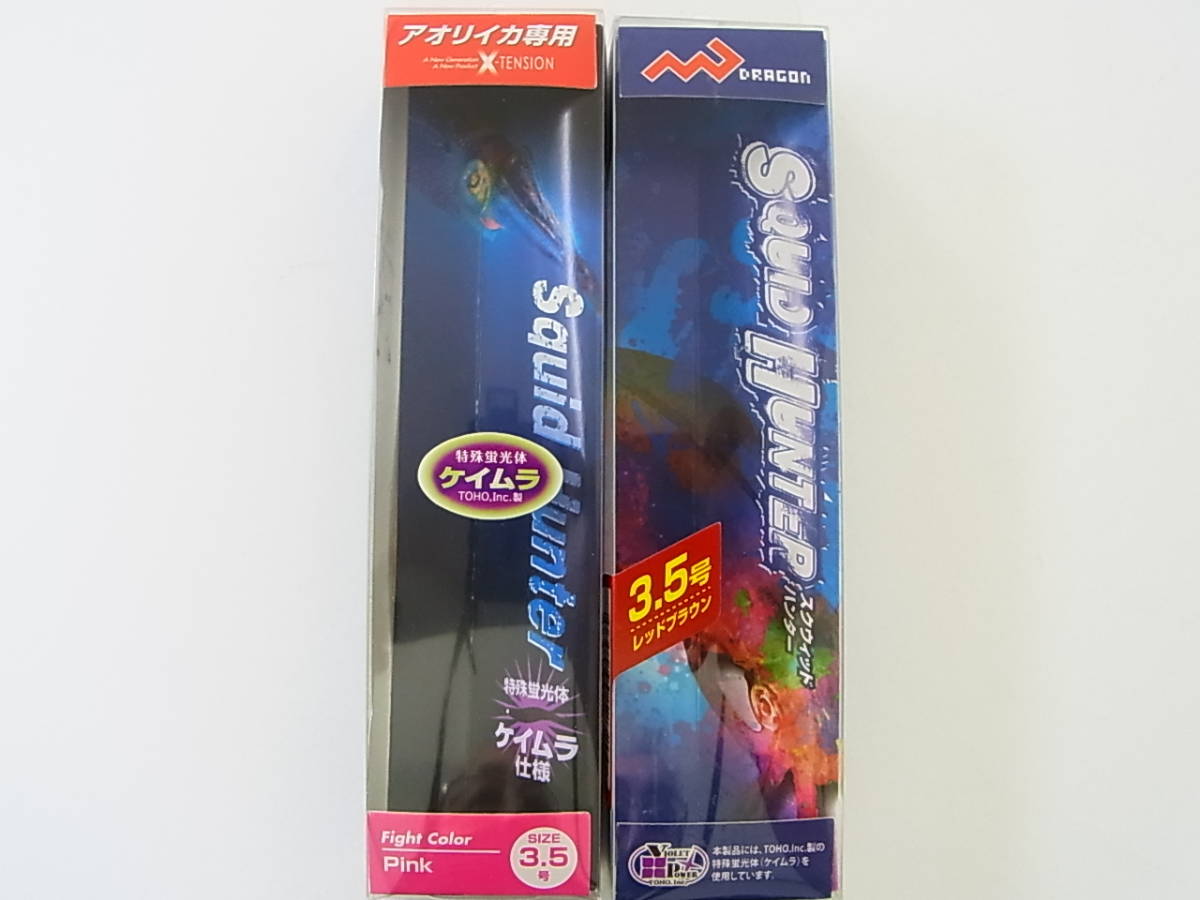 アオリイカ専用
A New Generation
A New Product
X-TENSION
Squid Hunter
特殊蛍光体
ケイムラ
TOHO,Inc.製
特殊蛍光体
ケイムラ
仕様
Fight Color
Pink
SIZE
3.5
号
DRAGON
SQUID HUNTER
スクウィッド
ハンター
3.5号
レッドブラウン
VIOLET
POWER
TOHO,Inc.
本製品には、TOHO.Inc.製の
特殊蛍光体(ケイムラ)を
使用しています.